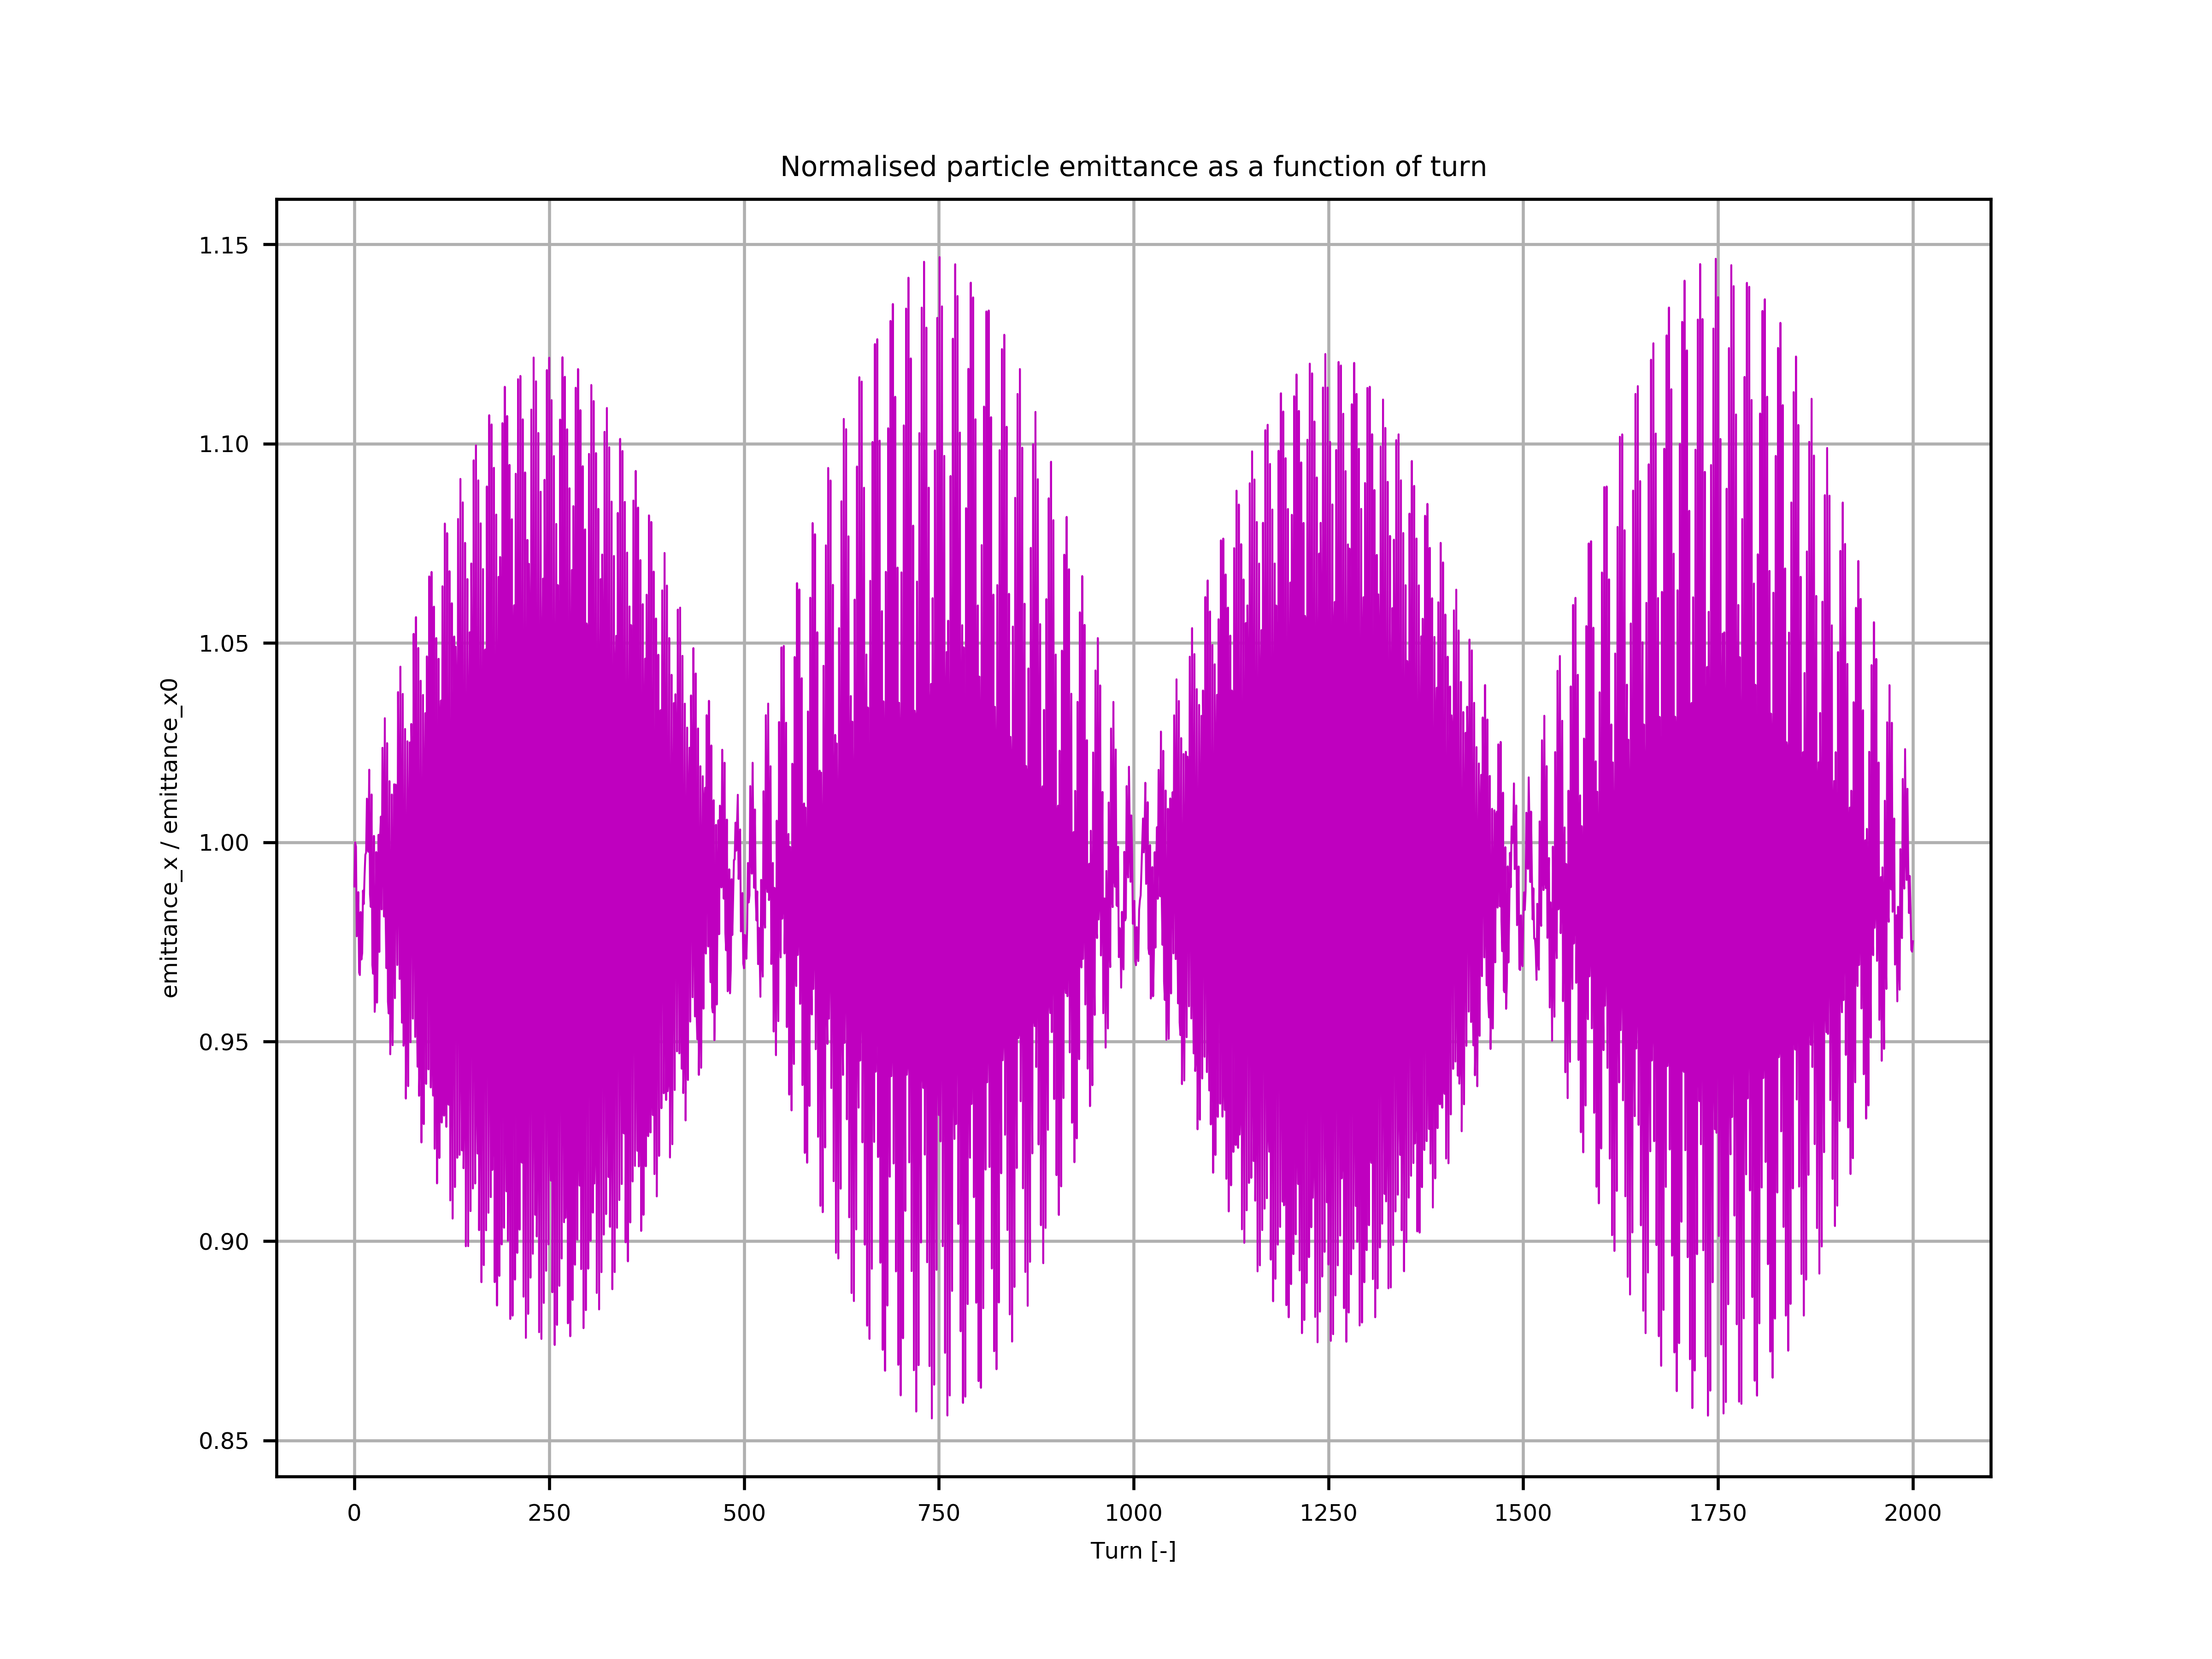 Normalised particle emittance as a function of turn
1.15
1.10
1.05
1.00
0.95
0.90
0.85
emittance_x / emittance_x0
0 250 500 750 1000 1250 1500 1750 2000
Turn [-]